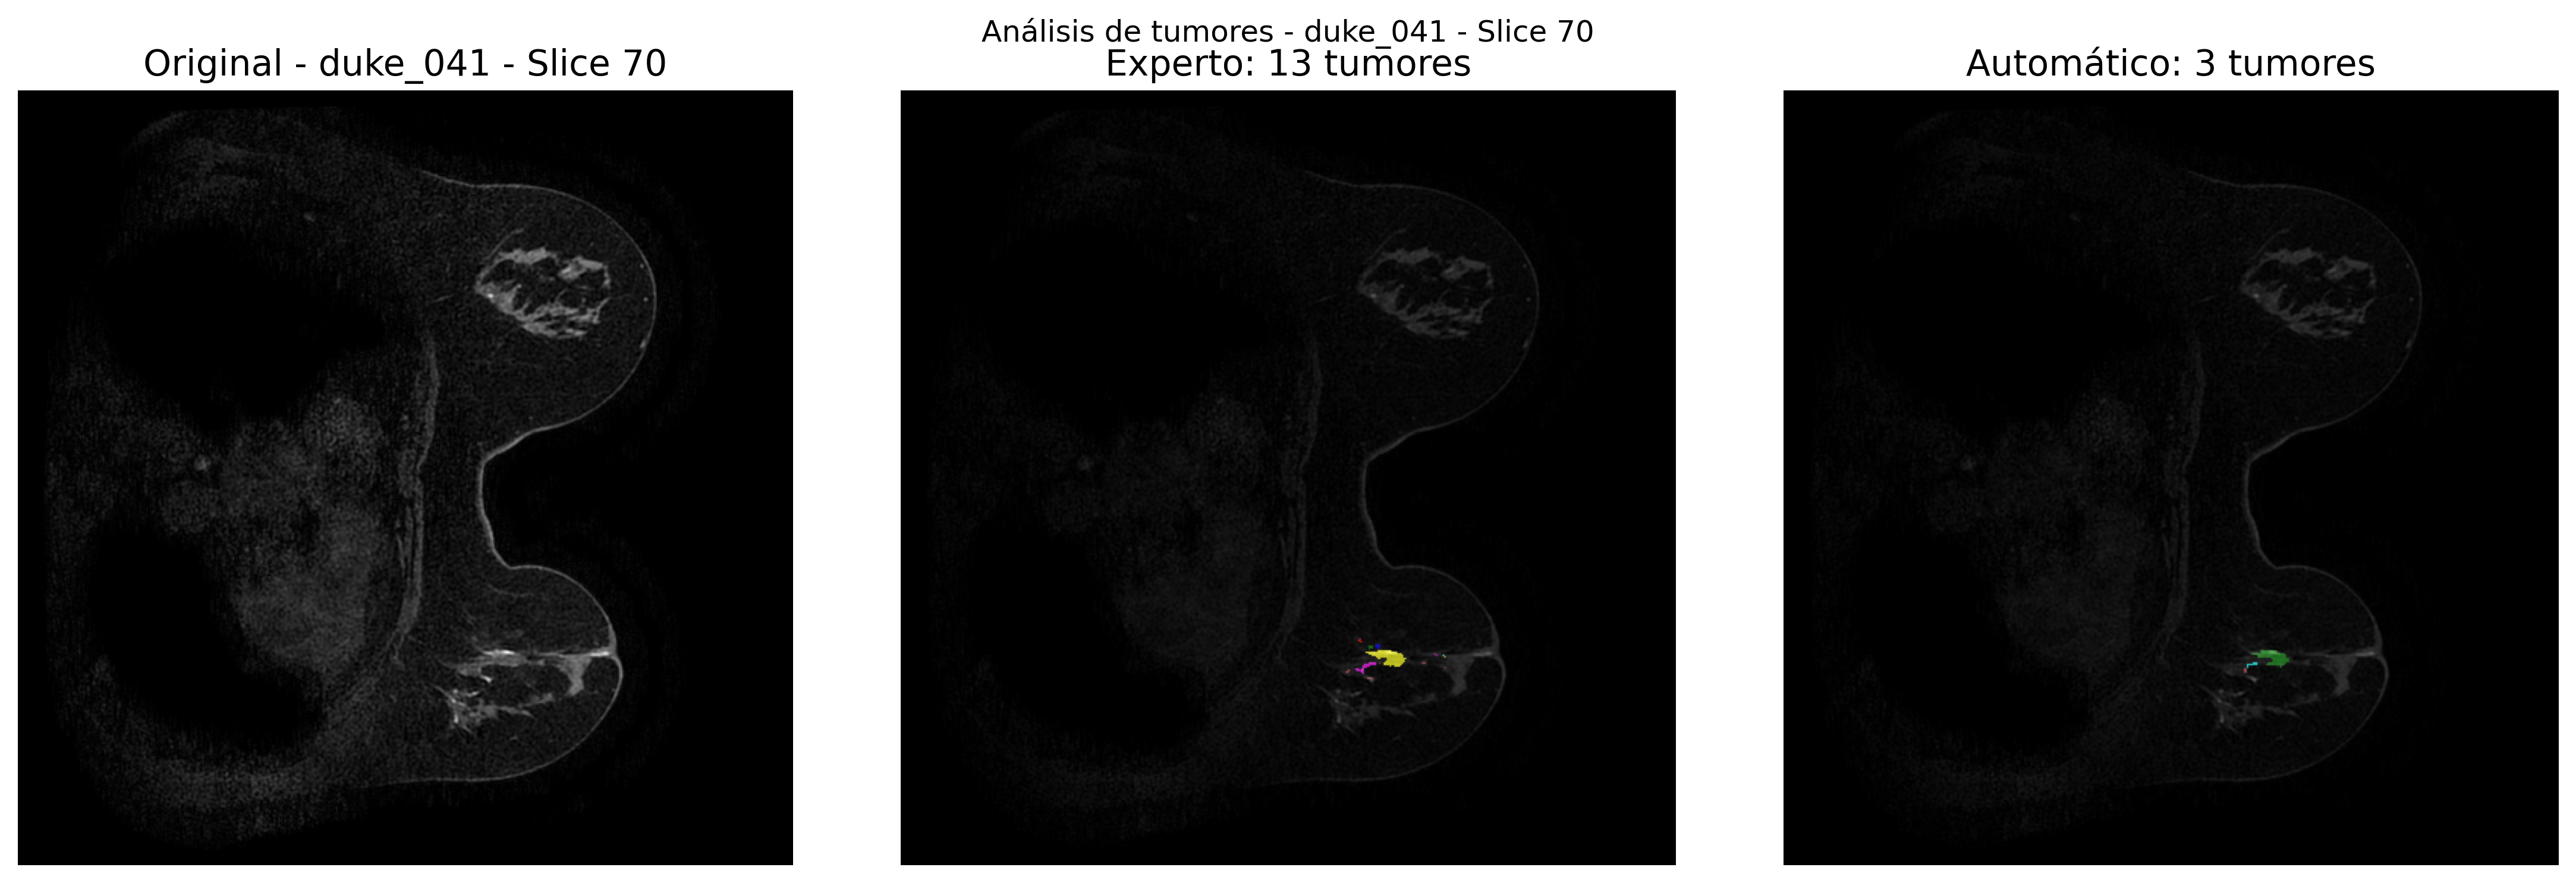 Análisis de tumores - duke_041 - Slice 70
Original - duke_041 - Slice 70
Experto: 13 tumores
Automático: 3 tumores